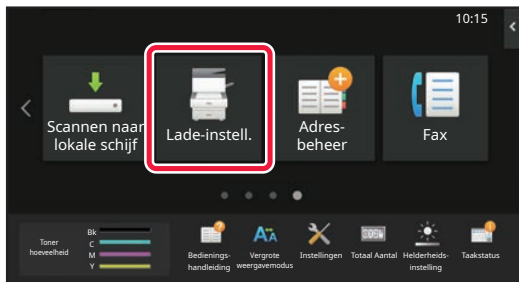 10:15
Scannen naar
lokale schijf
Lade-instell.
Adres-
beheer
Fax
Toner
hoeveelheid
Bk
C
M
Y
Bedienings-
handleiding
Vergrote
weergavemodus
Instellingen
Totaal Aantal
Helderheids-
instelling
Taakstatus